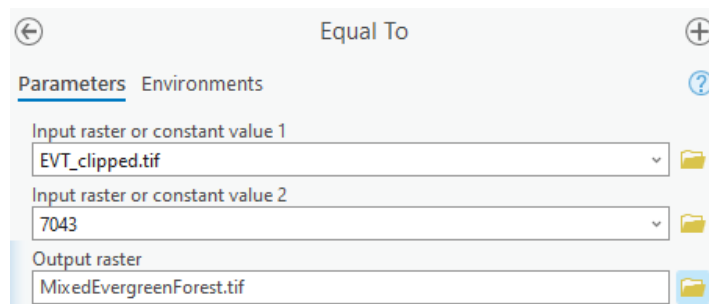 Equal To
Parameters Environments
?
Input raster or constant value 1
EVT_clipped.tif
Input raster or constant value 2
7043
Output raster
MixedEvergreenForest.tif